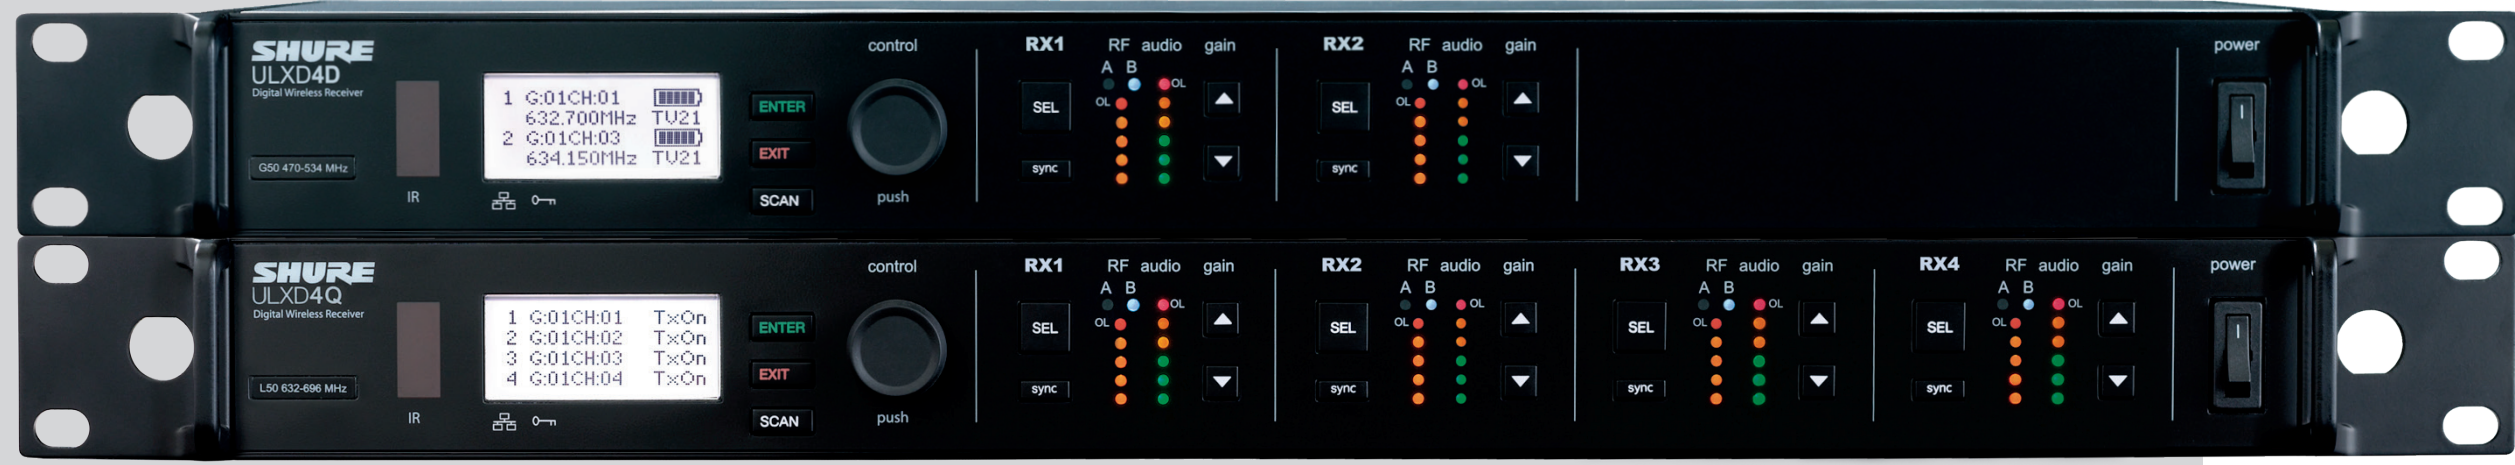 SHURE
ULXD4D
Digital Wireless Receiver
G50 470-534 MHz
IR
1 G:01CH:01
632.700MHz TV21
2 G:01CH:03
634.150MHz TV21
ENTER
EXIT
SCAN
control
push
RX1 RF audio gain
A B
OL
OL
SEL
sync
RX2 RF audio gain
A B
OL
OL
SEL
sync
power
SHURE
ULXD4Q
Digital Wireless Receiver
L50 632-696 MHz
IR
1 G:01CH:01 TxOn
2 G:01CH:02 TxOn
3 G:01CH:03 TxOn
4 G:01CH:04 TxOn
ENTER
EXIT
SCAN
control
push
RX1 RF audio gain
A B
OL
OL
SEL
sync
RX2 RF audio gain
A B
OL
OL
SEL
sync
RX3 RF audio gain
A B
OL
OL
SEL
sync
RX4 RF audio gain
A B
OL
OL
SEL
sync
power